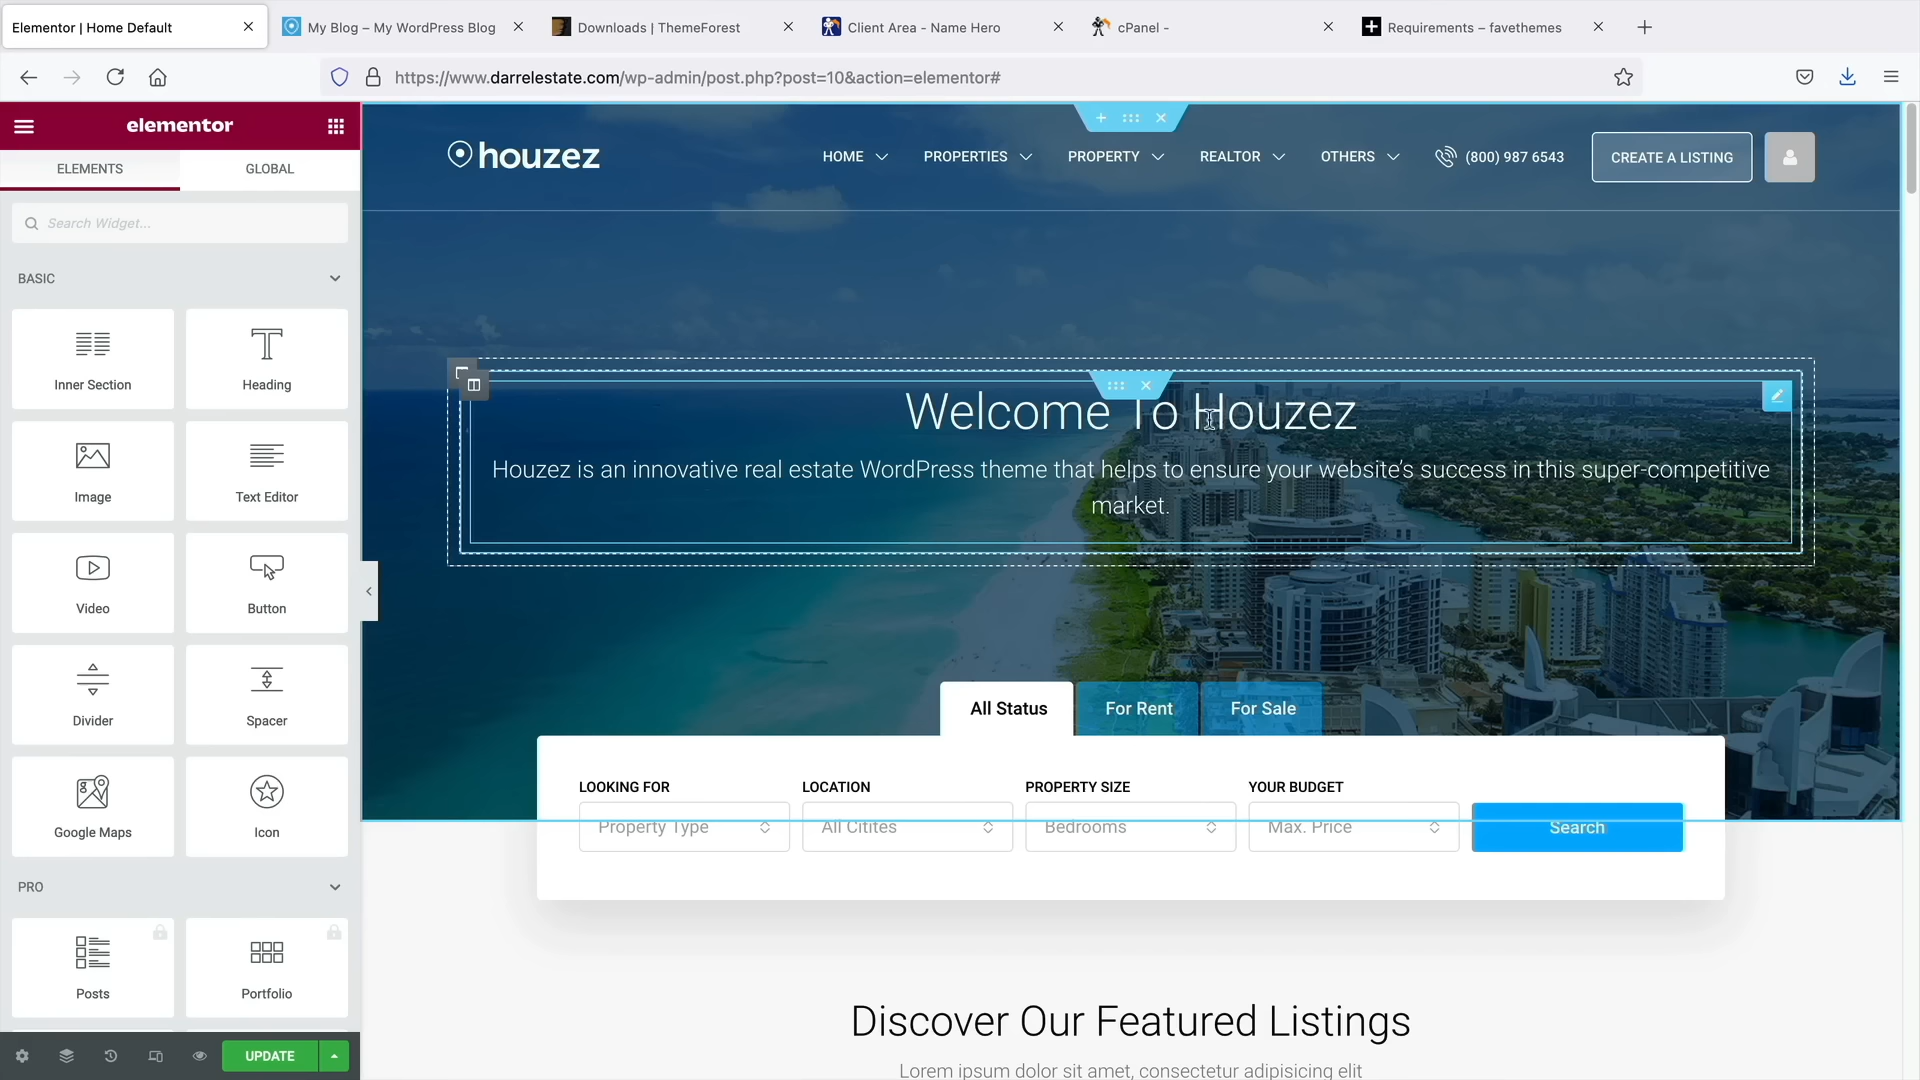 Elementor | Home Default
My Blog – My WordPress Blog
Downloads | ThemeForest
Client Area - Name Hero
cPanel -
Requirements – favethemes
https://www.darrelestate.com/wp-admin/post.php?post=10&action=elementor#
elementor
ELEMENTS
GLOBAL
Search Widget...
BASIC
Inner Section
Heading
Image
Text Editor
Video
Button
Divider
Spacer
Google Maps
Icon
PRO
Posts
Portfolio
UPDATE
houzez
HOME
PROPERTIES
PROPERTY
REALTOR
OTHERS
(800) 987 6543
CREATE A LISTING
Welcome To Houzez
Houzez is an innovative real estate WordPress theme that helps to ensure your website's success in this super-competitive
market.
All Status
For Rent
For Sale
LOOKING FOR
LOCATION
PROPERTY SIZE
YOUR BUDGET
Property Type
All Citites
Bedrooms
Max. Price
Search
Discover Our Featured Listings
Lorem ipsum dolor sit amet, consectetur adipisicing elit